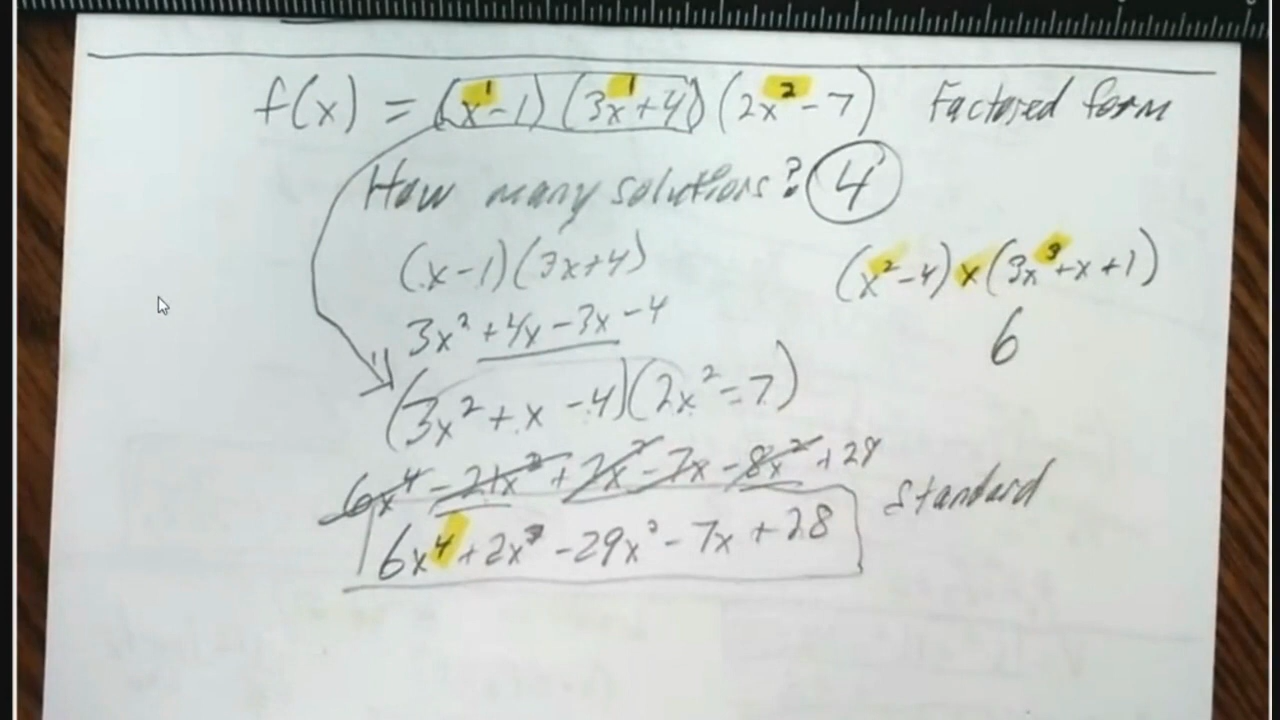 f(x) = (x¹-1)(3x¹+4)(2x²-7) Factored form
How many solutions? 4
(x-1)(3x+4)
(x²-4)x(3x³+x+1)
3x²+4x-3x-4
6
(3x²+x-4)(2x²-7)
6x⁴-21x²+2x³-7x-8x²+28
Standard
6x⁴+2x³-29x²-7x+28